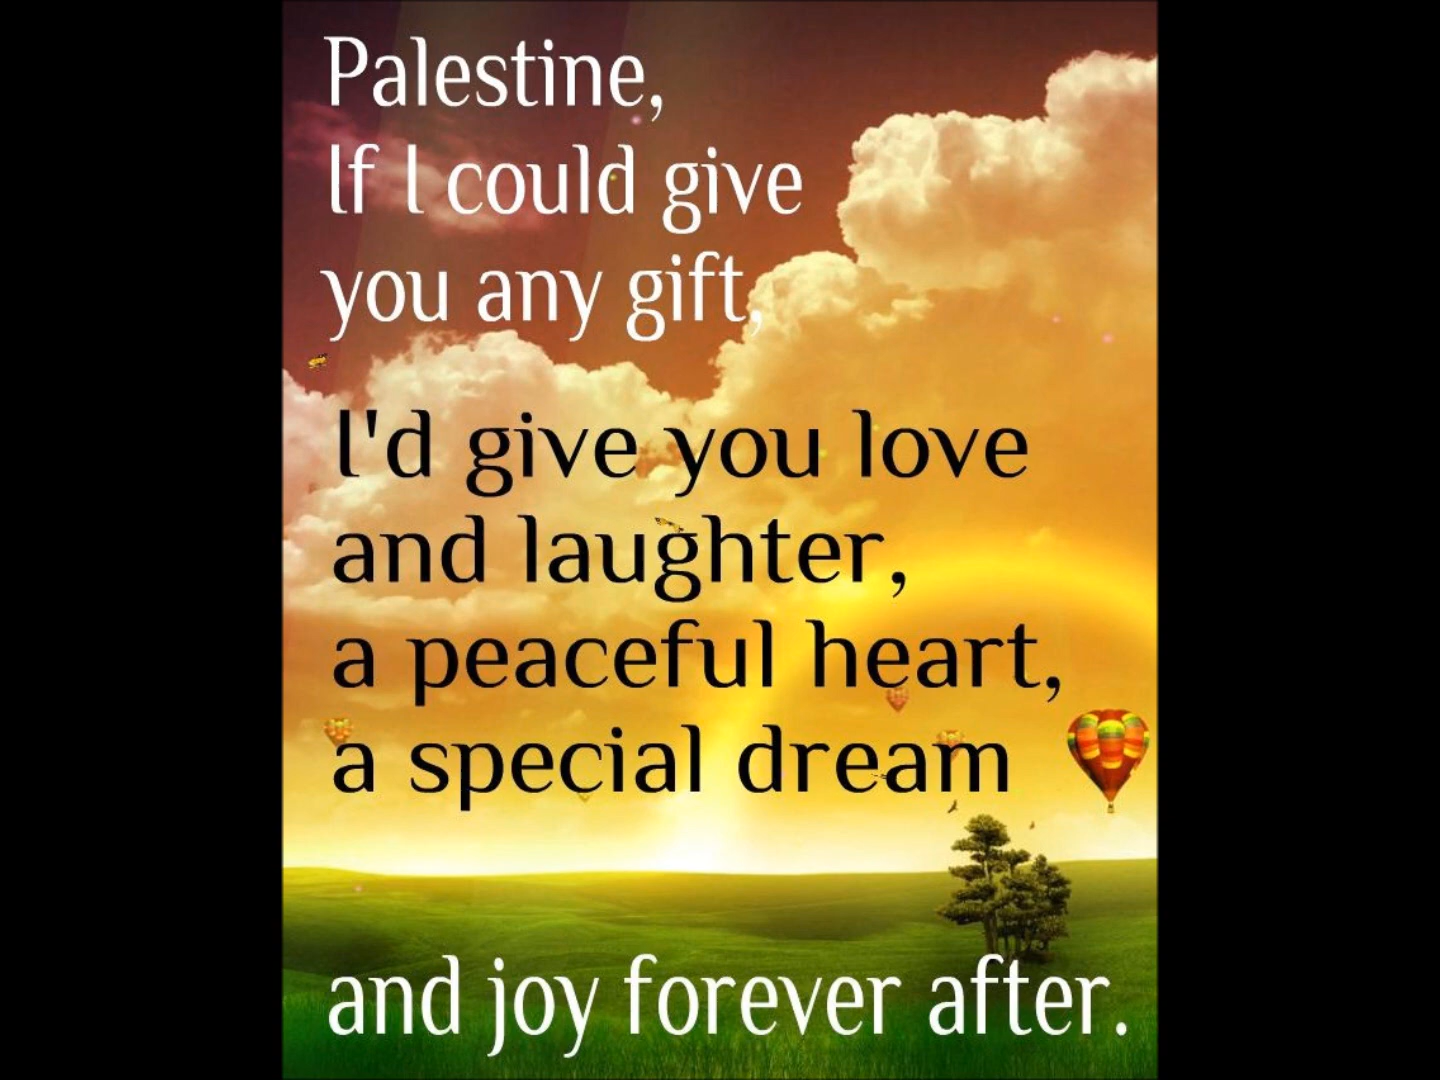 Palestine,
If I could give
you any gift,
I'd give you love
and laughter,
a peaceful heart,
a special dream
and joy forever after.